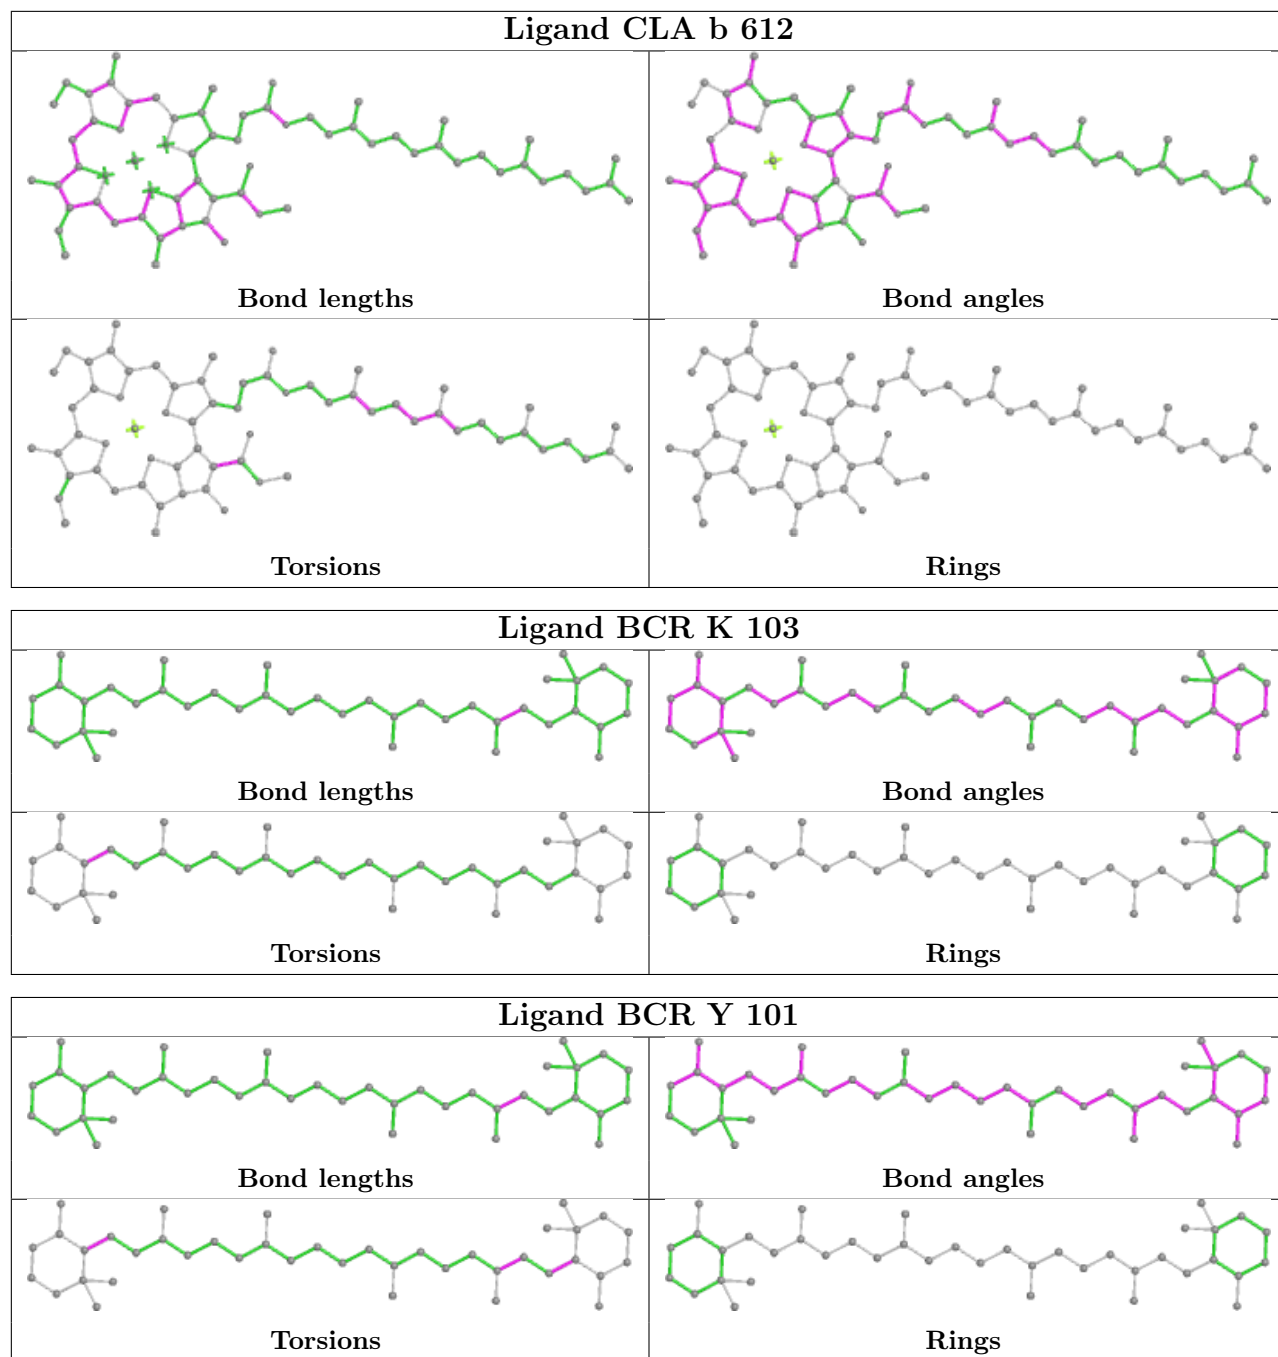 Ligand CLA b 612
Bond lengths
Bond angles
Torsions
Rings
Ligand BCR K 103
Bond lengths
Bond angles
Torsions
Rings
Ligand BCR Y 101
Bond lengths
Bond angles
Torsions
Rings